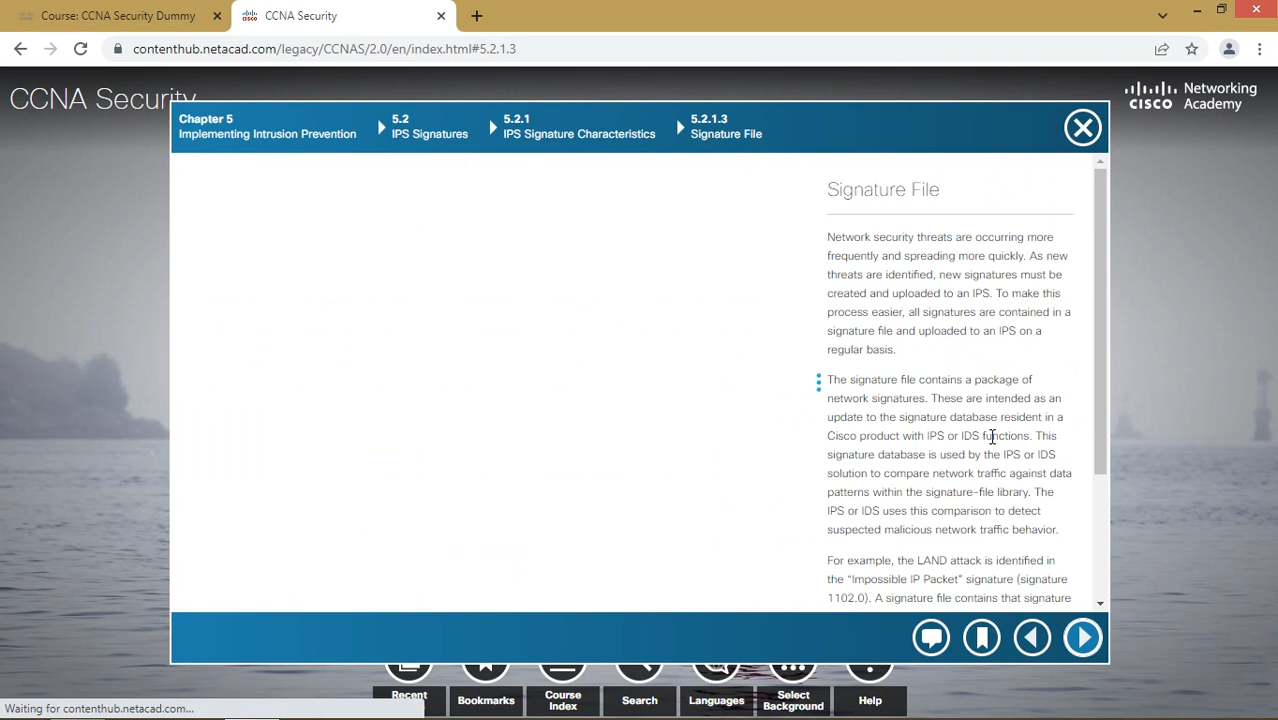 Course: CCNA Security Dummy
CCNA Security
contenthub.netacad.com/legacy/CCNAS/2.0/en/index.html#5.2.1.3
CCNA Security
Networking
CISCO Academy
Chapter 5
Implementing Intrusion Prevention
5.2
IPS Signatures
5.2.1
IPS Signature Characteristics
5.2.1.3
Signature File
Signature File
Network security threats are occurring more
frequently and spreading more quickly. As new
threats are identified, new signatures must be
created and uploaded to an IPS. To make this
process easier, all signatures are contained in a
signature file and uploaded to an IPS on a
regular basis.
The signature file contains a package of
network signatures. These are intended as an
update to the signature database resident in a
Cisco product with IPS or IDS functions. This
signature database is used by the IPS or IDS
solution to compare network traffic against data
patterns within the signature-file library. The
IPS or IDS uses this comparison to detect
suspected malicious network traffic behavior.
For example, the LAND attack is identified in
the “Impossible IP Packet” signature (signature
1102.0). A signature file contains that signature
Recent
Bookmarks
Course
Index
Search
Languages
Select
Background
Help
Waiting for contenthub.netacad.com...